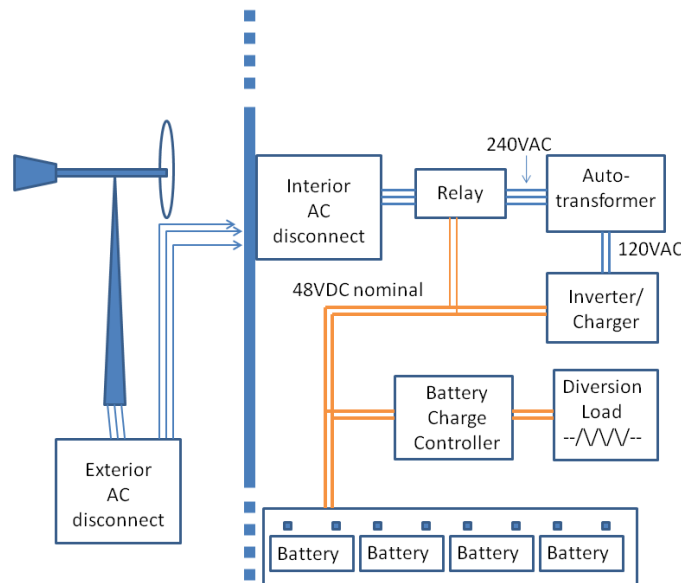 240VAC
Interior
AC
disconnect
Relay
Auto-
transformer
120VAC
48VDC nominal
Inverter/
Charger
Battery
Charge
Controller
Diversion
Load
--/\/\/\/\/--
Exterior
AC
disconnect
Battery
Battery
Battery
Battery